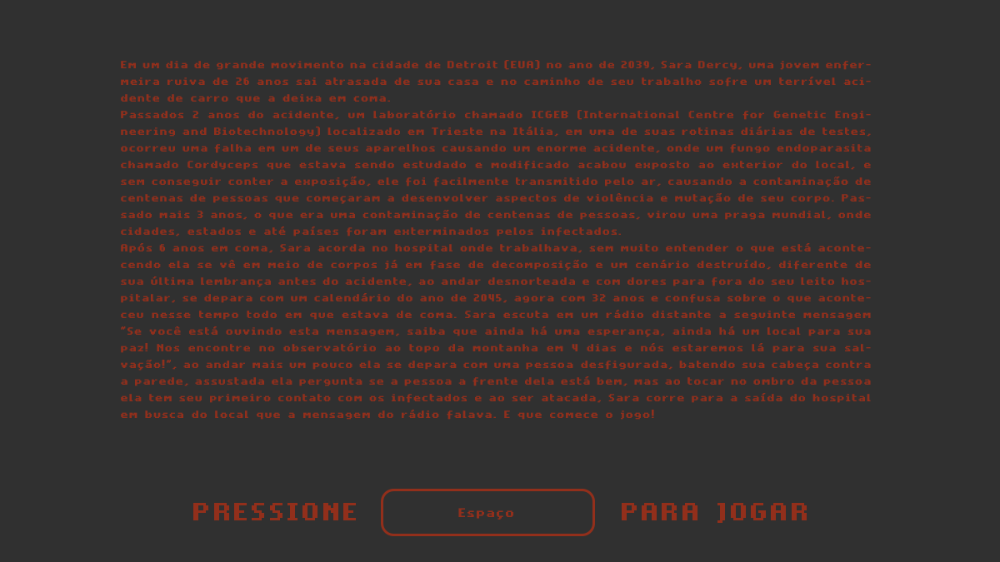 Em um dia de grande movimento na cidade de Detroit (EUA) no ano de 2039, Sara Dercy, uma jovem enfer-
meira ruiva de 26 anos sai atrasada de sua casa e no caminho de seu trabalho sofre um terrível aci-
dente de carro que a deixa em coma.
Passados 2 anos do acidente, um laboratório chamado ICGEB (International Centre for Genetic Engi-
neering and Biotechnology) localizado em Trieste na Itália, em uma de suas rotinas diárias de testes,
ocorreu uma falha em um de seus aparelhos causando um enorme acidente, onde um fungo endoparasita
chamado Cordyceps que estava sendo estudado e modificado acabou exposto ao exterior do local, e
sem conseguir conter a exposição, ele foi facilmente transmitido pelo ar, causando a contaminação de
centenas de pessoas que começaram a desenvolver aspectos de violência e mutação de seu corpo. Pas-
sado mais 3 anos, o que era uma contaminação de centenas de pessoas, virou uma praga mundial, onde
cidades, estados e até países foram exterminados pelos infectados.
Após 6 anos em coma, Sara acorda no hospital onde trabalhava, sem muito entender o que está aconte-
cendo ela se vê em meio de corpos já em fase de decomposição e um cenário destruído, diferente de
sua última lembrança antes do acidente, ao andar desnorteada e com dores para fora do seu leito hos-
pitalar, se depara com um calendário do ano de 2045, agora com 32 anos e confusa sobre o que aconte-
ceu nesse tempo todo em que estava de coma. Sara escuta em um rádio distante a seguinte mensagem
"Se você está ouvindo esta mensagem, saiba que ainda há uma esperança, ainda há um local para sua
paz! Nos encontre no observatório ao topo da montanha em 4 dias e nós estaremos lá para sua sal-
vação!", ao andar mais um pouco ela se depara com uma pessoa desfigurada, batendo sua cabeça contra
a parede, assustada ela pergunta se a pessoa a frente dela está bem, mas ao tocar no ombro da pessoa
ela tem seu primeiro contato com os infectados e ao ser atacada, Sara corre para a saída do hospital
em busca do local que a mensagem do rádio falava. E que comece o jogo!
PRESSIONE Espaço PARA JOGAR